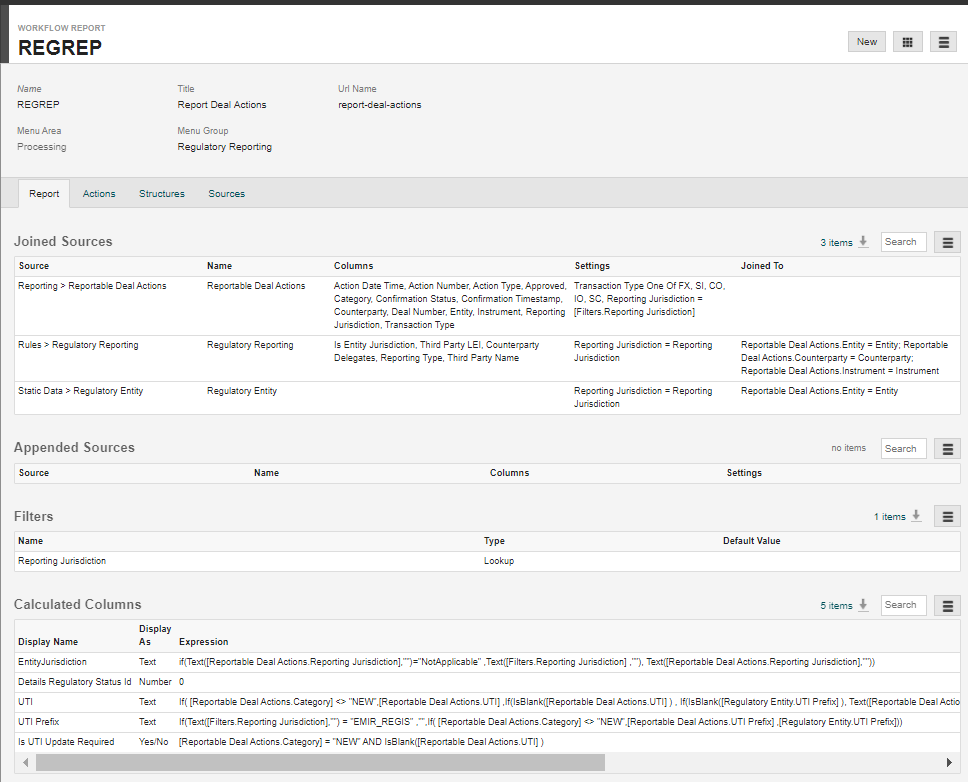 WORKFLOW REPORT
REGREP
New
Name
Title
Url Name
REGREP
Report Deal Actions
report-deal-actions
Menu Area
Menu Group
Processing
Regulatory Reporting
Report
Actions
Structures
Sources
Joined Sources
3 items
Search
Source
Name
Columns
Settings
Joined To
Reporting > Reportable Deal Actions
Reportable Deal Actions
Action Date Time, Action Number, Action Type, Approved,
Category, Confirmation Status, Confirmation Timestamp,
Counterparty, Deal Number, Entity, Instrument, Reporting
Jurisdiction, Transaction Type
Transaction Type One Of FX, SI, CO,
IO, SC, Reporting Jurisdiction =
[Filters.Reporting Jurisdiction]
Rules > Regulatory Reporting
Regulatory Reporting
Is Entity Jurisdiction, Third Party LEI, Counterparty
Delegates, Reporting Type, Third Party Name
Reporting Jurisdiction = Reporting
Jurisdiction
Reportable Deal Actions.Entity = Entity; Reportable
Deal Actions.Counterparty = Counterparty;
Reportable Deal Actions.Instrument = Instrument
Static Data > Regulatory Entity
Regulatory Entity
Reporting Jurisdiction = Reporting
Jurisdiction
Reportable Deal Actions.Entity = Entity
Appended Sources
no items
Search
Source
Name
Columns
Settings
Filters
1 items
Name
Type
Default Value
Reporting Jurisdiction
Lookup
Calculated Columns
5 items
Search
Display Name
Display
As
Expression
EntityJurisdiction
Text
if(Text([Reportable Deal Actions.Reporting Jurisdiction],"")="NotApplicable" ,Text([Filters.Reporting Jurisdiction] ,""), Text([Reportable Deal Actions.Reporting Jurisdiction],""))
Details Regulatory Status Id
Number
0
UTI
Text
If( [Reportable Deal Actions.Category] <> "NEW",[Reportable Deal Actions.UTI] ,If(IsBlank([Reportable Deal Actions.UTI] ) , If(IsBlank([Regulatory Entity.UTI Prefix] ), Text([Reportable Deal Actio
UTI Prefix
Text
If(Text([Filters.Reporting Jurisdiction],"") = "EMIR_REGIS" ,"",If( [Reportable Deal Actions.Category] <> "NEW",[Reportable Deal Actions.UTI Prefix] ,[Regulatory Entity.UTI Prefix]))
Is UTI Update Required
Yes/No
[Reportable Deal Actions.Category] = "NEW" AND IsBlank([Reportable Deal Actions.UTI] )